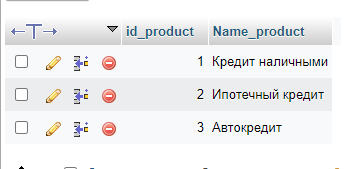 id_product Name_product
1 Кредит наличными
2 Ипотечный кредит
3 Автокредит